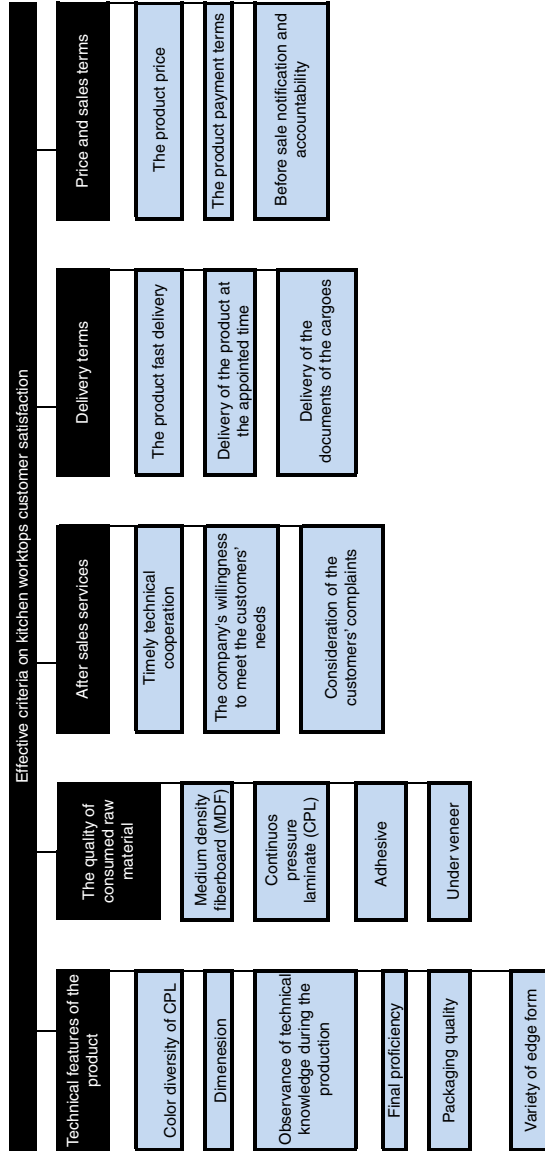 Effective criteria on kitchen worktops customer satisfaction
Technical features of the
product
Color diversity of CPL
Dimenesion
Observance of technical
knowledge during the
production
Final proficiency
Packaging quality
Variety of edge form
The quality of
consumed raw
material
Medium density
fiberboard (MDF)
Continuos
pressure
laminate (CPL)
Adhesive
Under veneer
After sales services
Timely technical
cooperation
The company's willingness
to meet the customers'
needs
Consideration of the
customers' complaints
Delivery terms
The product fast delivery
Delivery of the product at
the appointed time
Delivery of the
documents of the cargoes
Price and sales terms
The product price
The product payment terms
Before sale notification and
accountability